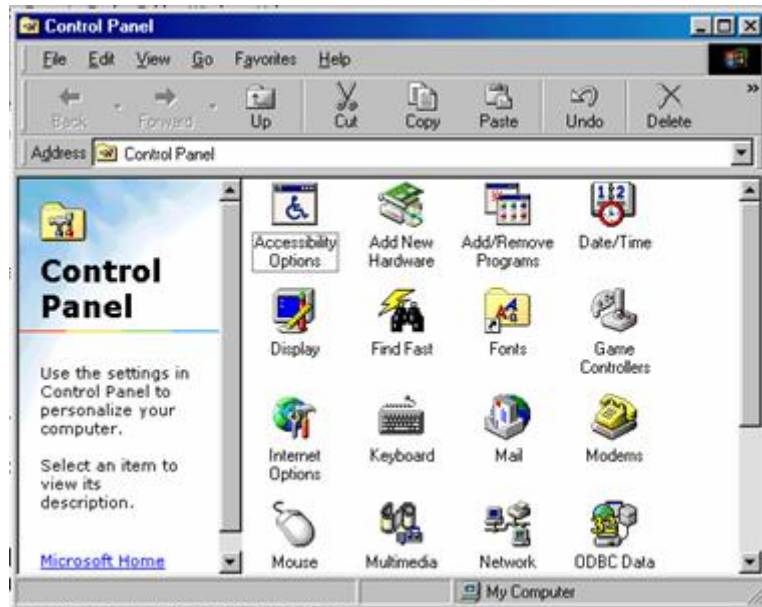 Control Panel
File Edit View Go Favorites Help
Back Forward Up Cut Copy Paste Undo Delete »
Address Control Panel
Control
Panel
Use the settings in
Control Panel to
personalize your
computer.
Select an item to
view its
description.
Microsoft Home
Accessibility
Options
Add New
Hardware
Add/Remove
Programs
Date/Time
Display
Find Fast
Fonts
Game
Controllers
Internet
Options
Keyboard
Mail
Modems
Mouse
Multimedia
Network
ODBC Data
My Computer